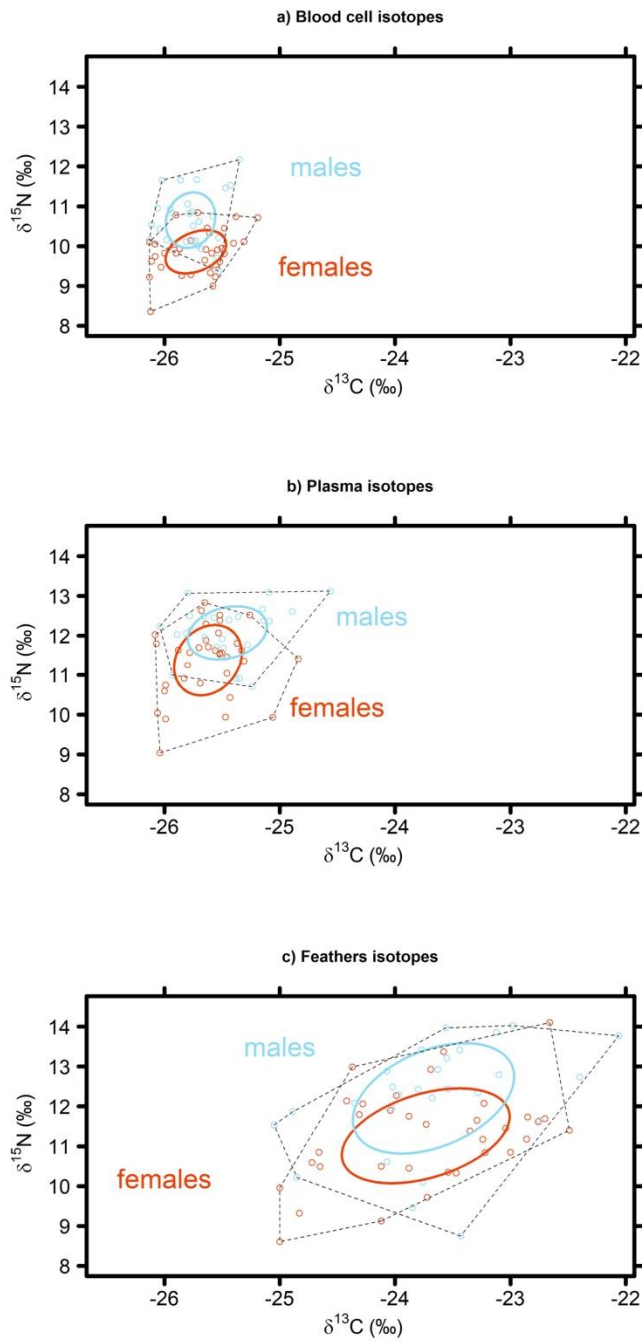 a) Blood cell isotopes
14
13
12
11
10
9
8
δ15N (‰)
males
females
-26 -25 -24 -23 -22
δ13C (‰)
b) Plasma isotopes
14
13
12
11
10
9
8
δ15N (‰)
males
females
-26 -25 -24 -23 -22
δ13C (‰)
c) Feathers isotopes
14
13
12
11
10
9
8
δ15N (‰)
males
females
-26 -25 -24 -23 -22
δ13C (‰)